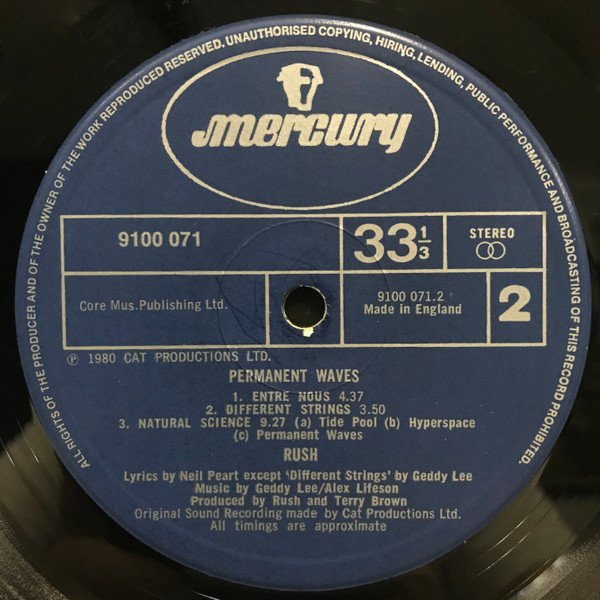 ALL RIGHTS OF THE PRODUCER AND OF THE OWNER OF THE WORK REPRODUCED RESERVED. UNAUTHORISED COPYING, HIRING, LENDING, PUBLIC PERFORMANCE AND BROADCASTING OF THIS RECORD PROHIBITED.
mercury
9100 071
33 1/3
STEREO
Core Mus.Publishing Ltd.
9100 071.2
Made in England
2
℗ 1980 CAT PRODUCTIONS LTD.
PERMANENT WAVES
1. ENTRE NOUS 4.37
2. DIFFERENT STRINGS 3.50
3. NATURAL SCIENCE 9.27 (a) Tide Pool (b) Hyperspace
(c) Permanent Waves
RUSH
Lyrics by Neil Peart except 'Different Strings' by Geddy Lee
Music by Geddy Lee/Alex Lifeson
Produced by Rush and Terry Brown
Original Sound Recording made by Cat Productions Ltd.
All timings are approximate